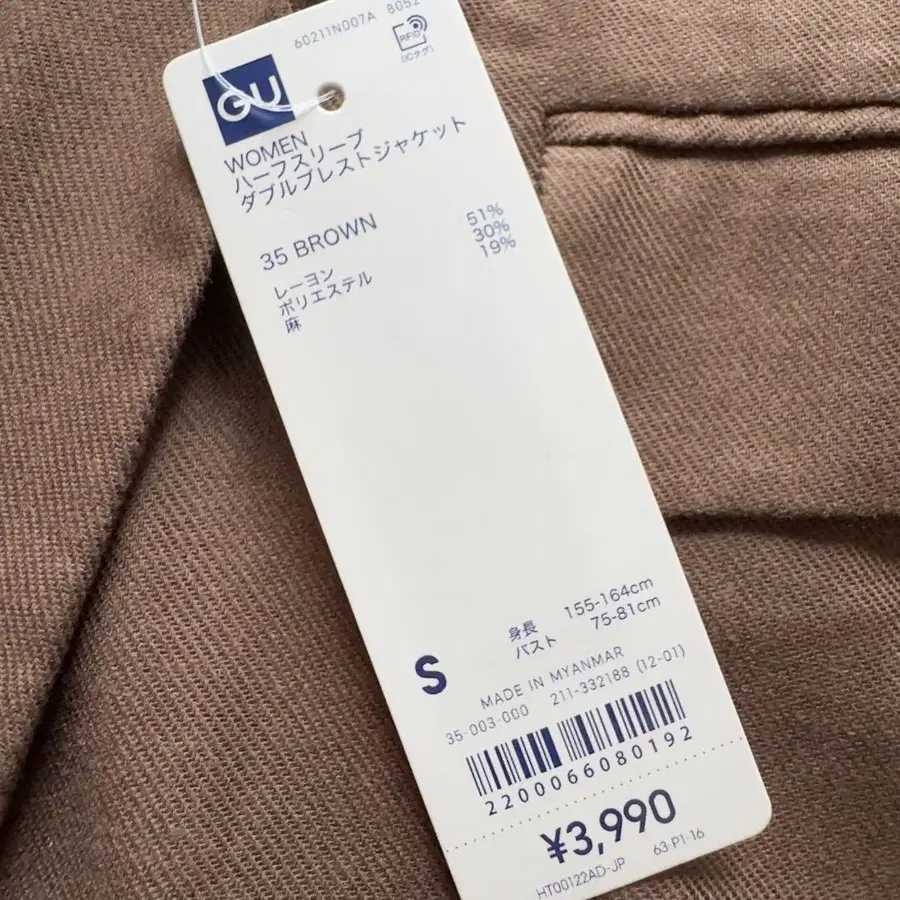 60211N007A 8052
RFID
(ICタグ)
GU
WOMEN
ハーフスリーブ
ダブルブレストジャケット
35 BROWN
レーヨン 51%
ポリエステル 30%
麻 19%
S
身長 155-164cm
バスト 75-81cm
MADE IN MYANMAR
35-003-000 211-332188 (12-01)
2200066080192
¥3,990
HT00122AD-JP 63-P1-16